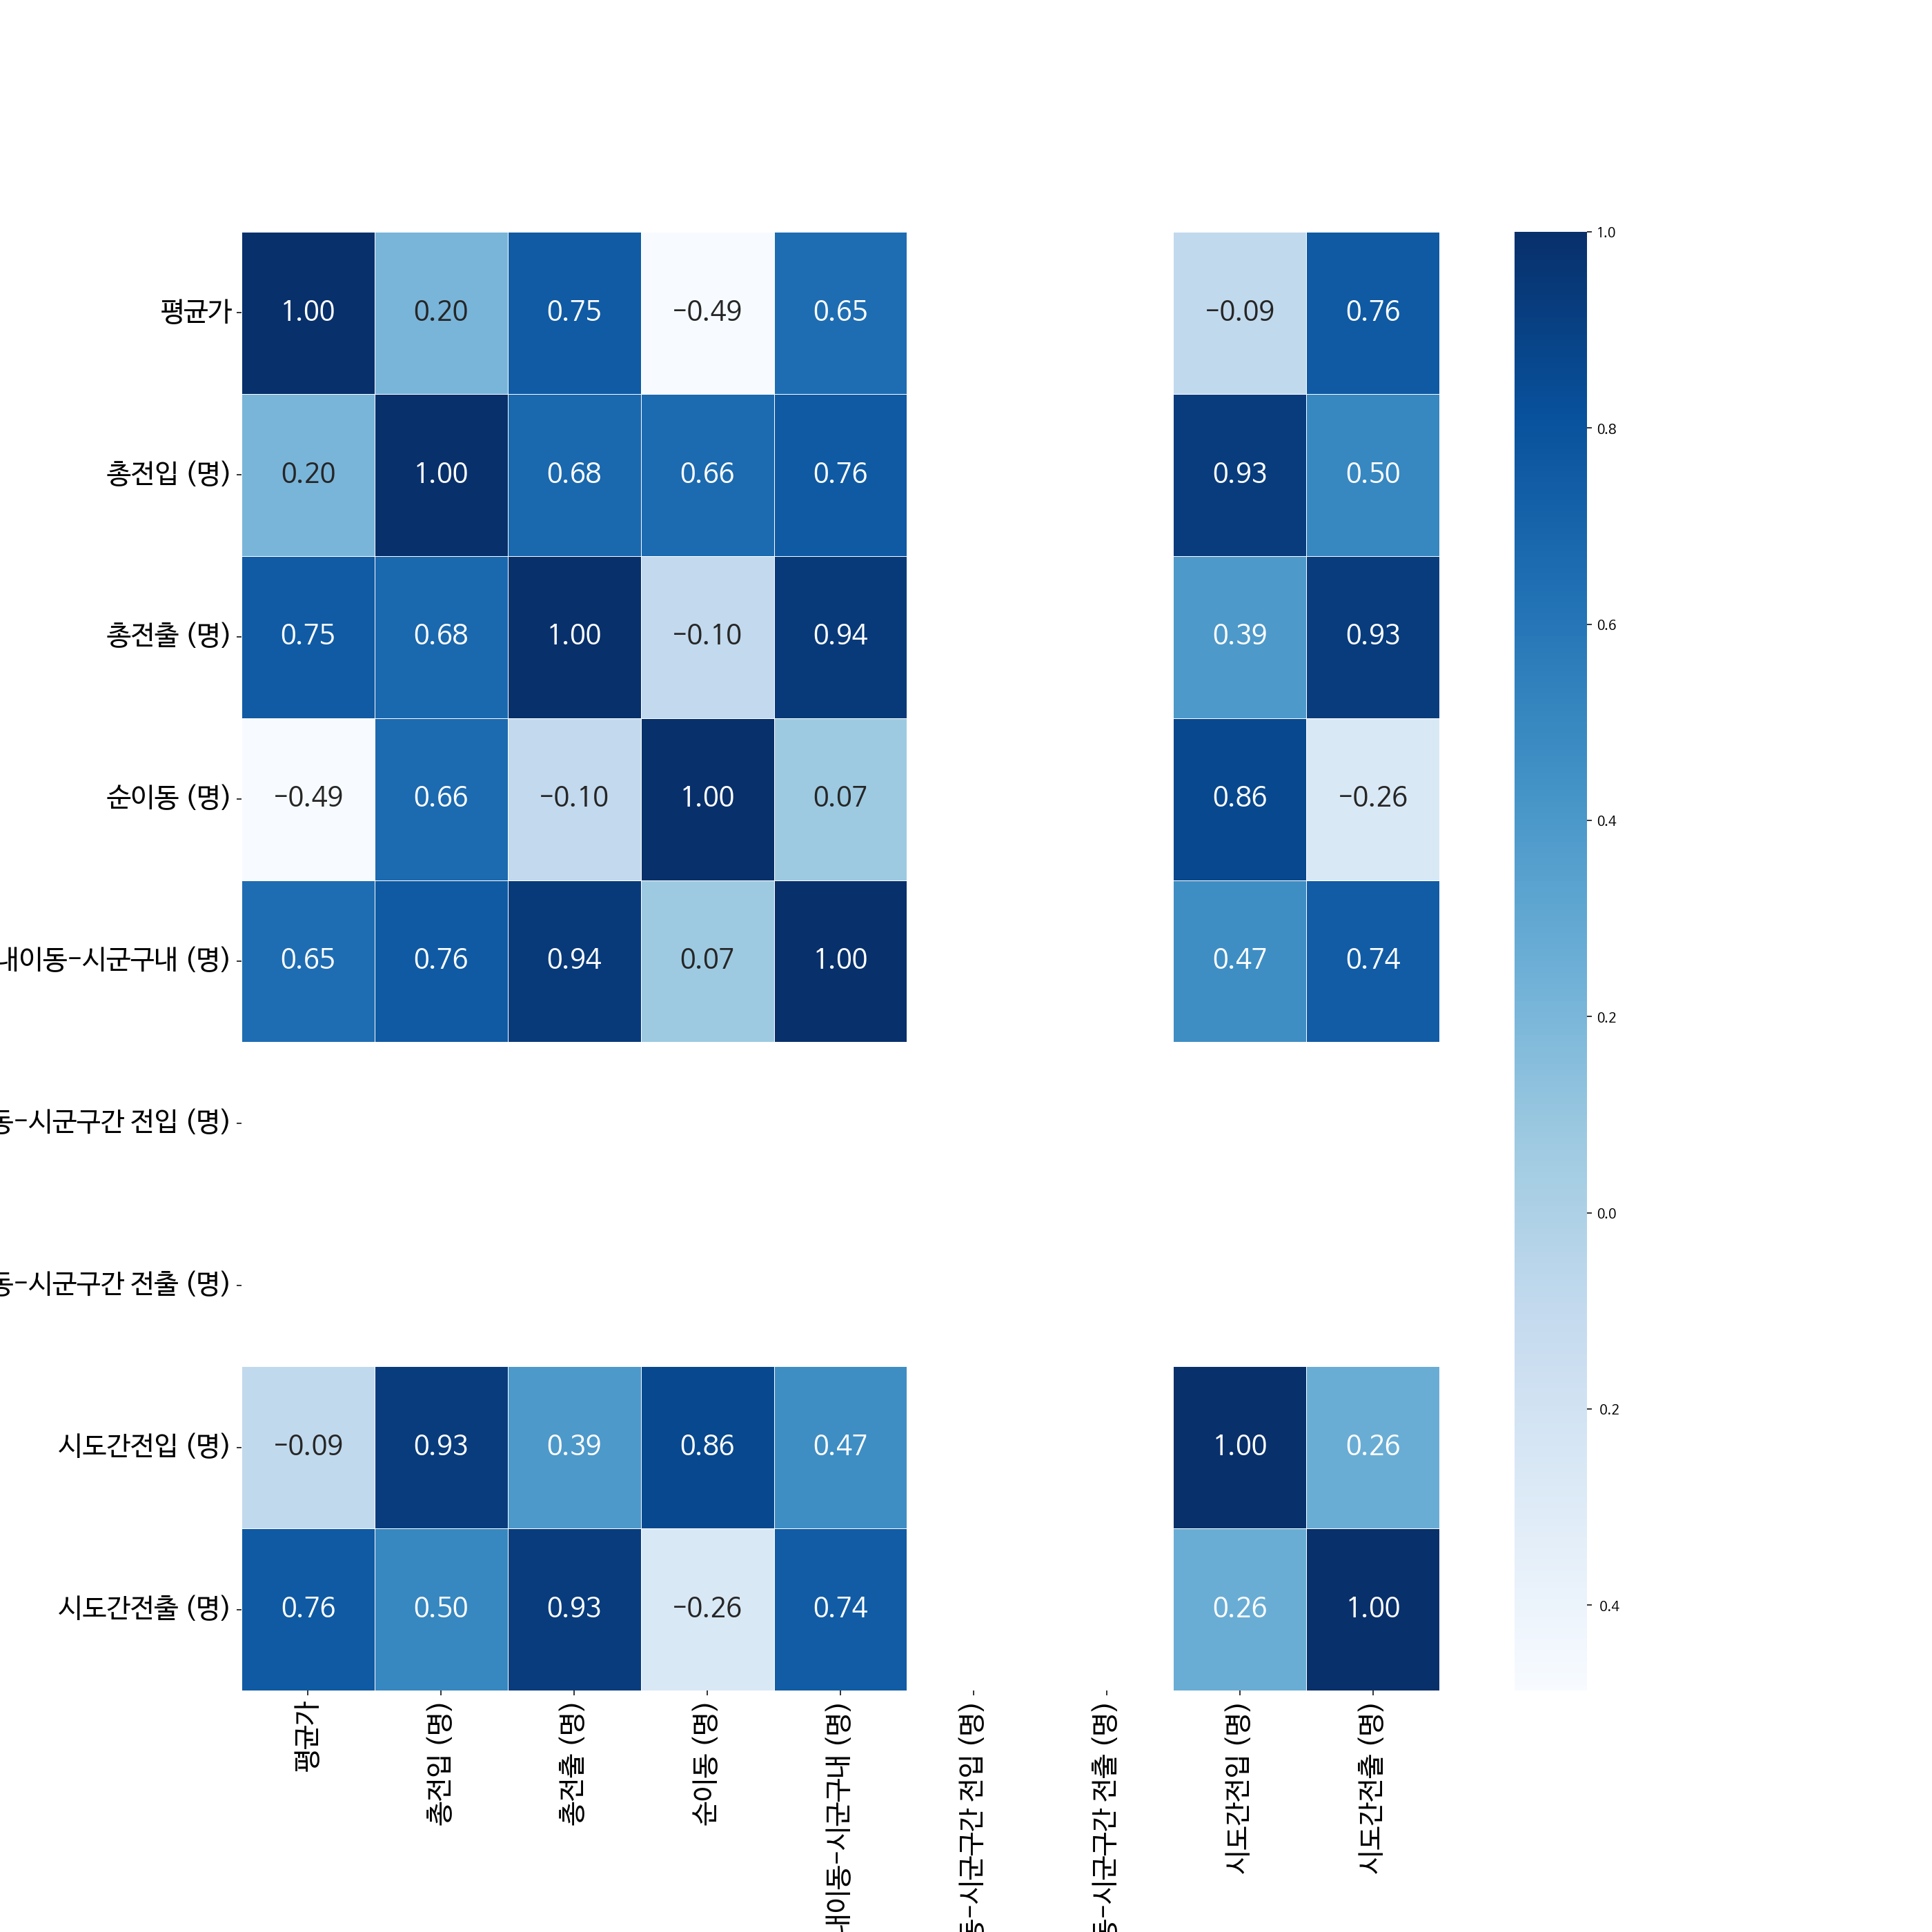 평균가 1.00 0.20 0.75 −0.49 0.65 −0.09 0.76
총전입 (명) 0.20 1.00 0.68 0.66 0.76 0.93 0.50
총전출 (명) 0.75 0.68 1.00 −0.10 0.94 0.39 0.93
순이동 (명) −0.49 0.66 −0.10 1.00 0.07 0.86 −0.26
내이동-시군구내 (명) 0.65 0.76 0.94 0.07 1.00 0.47 0.74
동-시군구간 전입 (명)
동-시군구간 전출 (명)
시도간전입 (명) −0.09 0.93 0.39 0.86 0.47 1.00 0.26
시도간전출 (명) 0.76 0.50 0.93 −0.26 0.74 0.26 1.00
평균가
총전입 (명)
총전출 (명)
순이동 (명)
내이동-시군구내 (명)
동-시군구간 전입 (명)
동-시군구간 전출 (명)
시도간전입 (명)
시도간전출 (명)
1.0
0.8
0.6
0.4
0.2
0.0
0.2
0.4